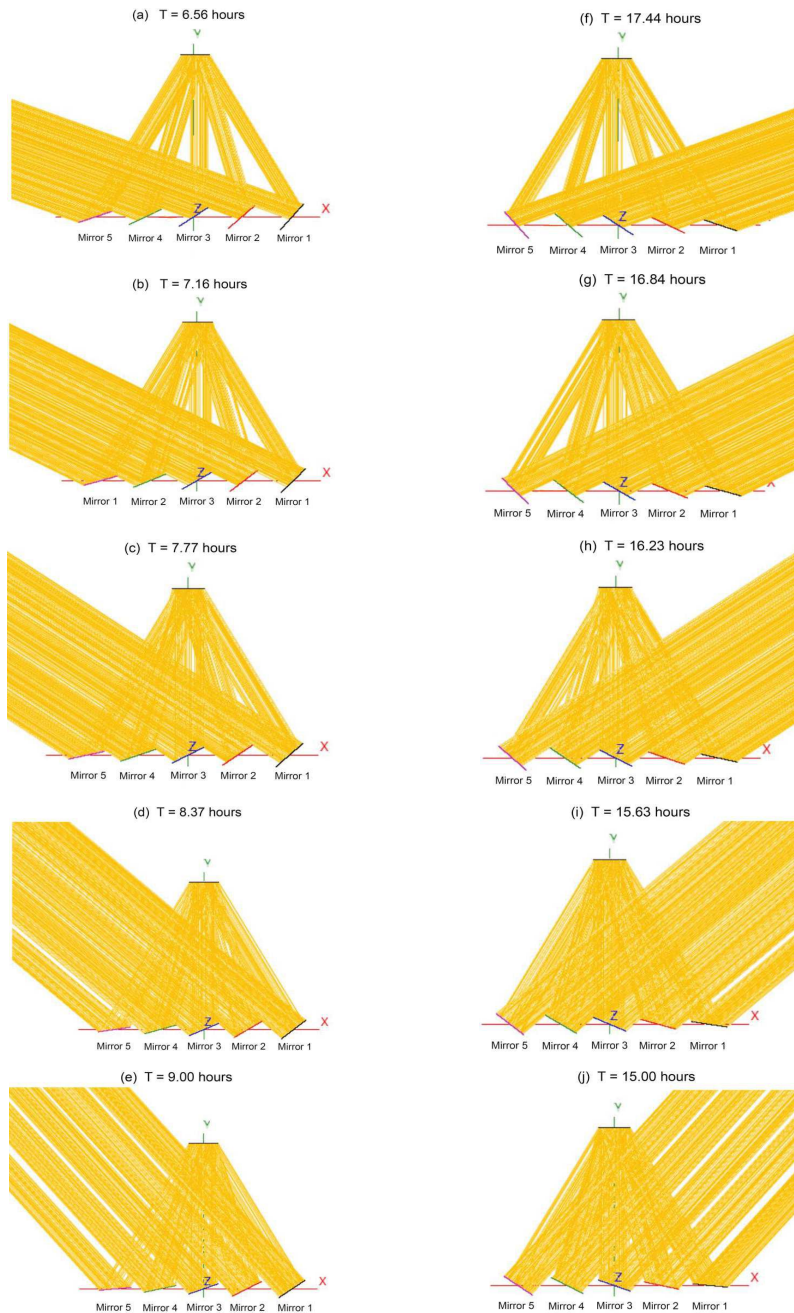 (a) T = 6.56 hours
Y
Z
X
Mirror 5 Mirror 4 Mirror 3 Mirror 2 Mirror 1
(f) T = 17.44 hours
Y
Z
X
Mirror 5 Mirror 4 Mirror 3 Mirror 2 Mirror 1
(b) T = 7.16 hours
Y
Z
X
Mirror 1 Mirror 2 Mirror 3 Mirror 2 Mirror 1
(g) T = 16.84 hours
Y
Z
X
Mirror 5 Mirror 4 Mirror 3 Mirror 2 Mirror 1
(c) T = 7.77 hours
Y
Z
X
Mirror 5 Mirror 4 Mirror 3 Mirror 2 Mirror 1
(h) T = 16.23 hours
Y
Z
X
Mirror 5 Mirror 4 Mirror 3 Mirror 2 Mirror 1
(d) T = 8.37 hours
Y
Z
X
Mirror 5 Mirror 4 Mirror 3 Mirror 2 Mirror 1
(i) T = 15.63 hours
Y
Z
X
Mirror 5 Mirror 4 Mirror 3 Mirror 2 Mirror 1
(e) T = 9.00 hours
Y
Z
X
Mirror 5 Mirror 4 Mirror 3 Mirror 2 Mirror 1
(j) T = 15.00 hours
Y
Z
X
Mirror 5 Mirror 4 Mirror 3 Mirror 2 Mirror 1